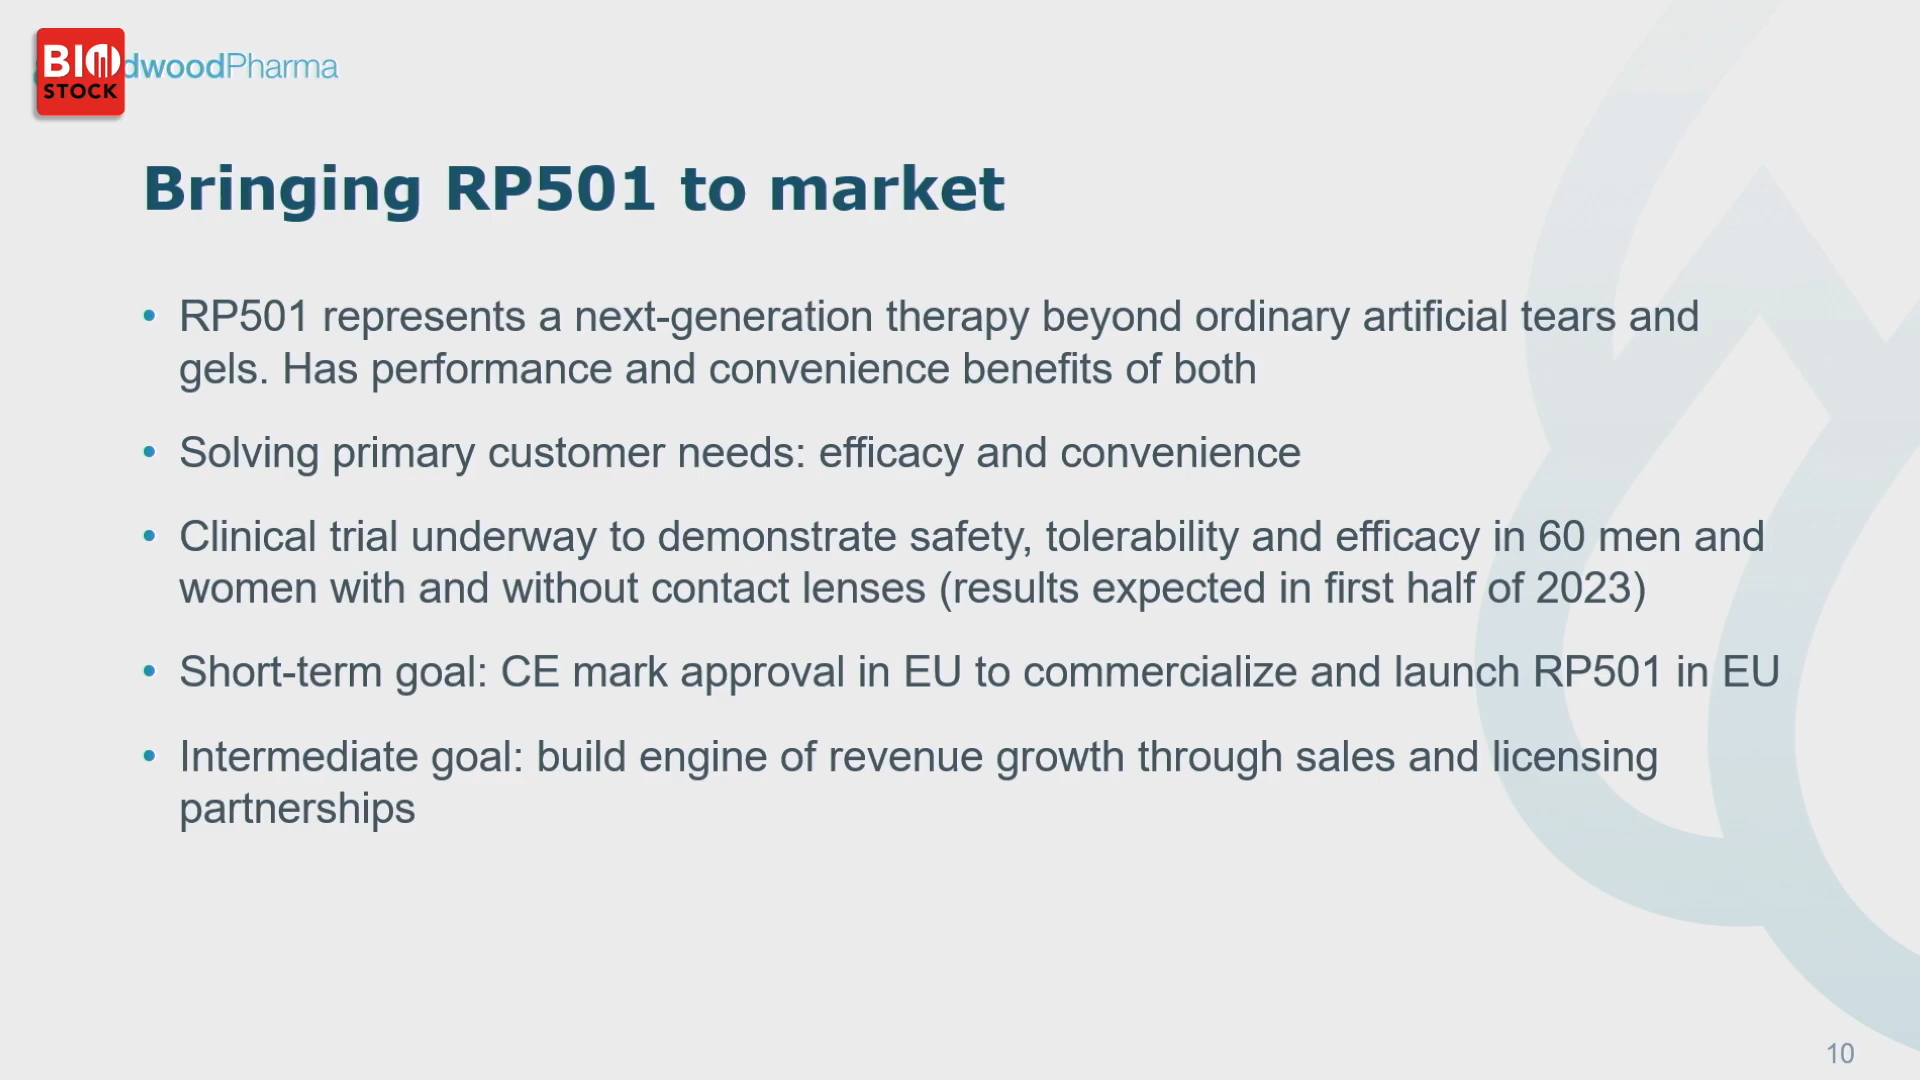 BIO
STOCK
dwoodPharma
Bringing RP501 to market
• RP501 represents a next-generation therapy beyond ordinary artificial tears and
gels. Has performance and convenience benefits of both
• Solving primary customer needs: efficacy and convenience
• Clinical trial underway to demonstrate safety, tolerability and efficacy in 60 men and
women with and without contact lenses (results expected in first half of 2023)
• Short-term goal: CE mark approval in EU to commercialize and launch RP501 in EU
• Intermediate goal: build engine of revenue growth through sales and licensing
partnerships
10